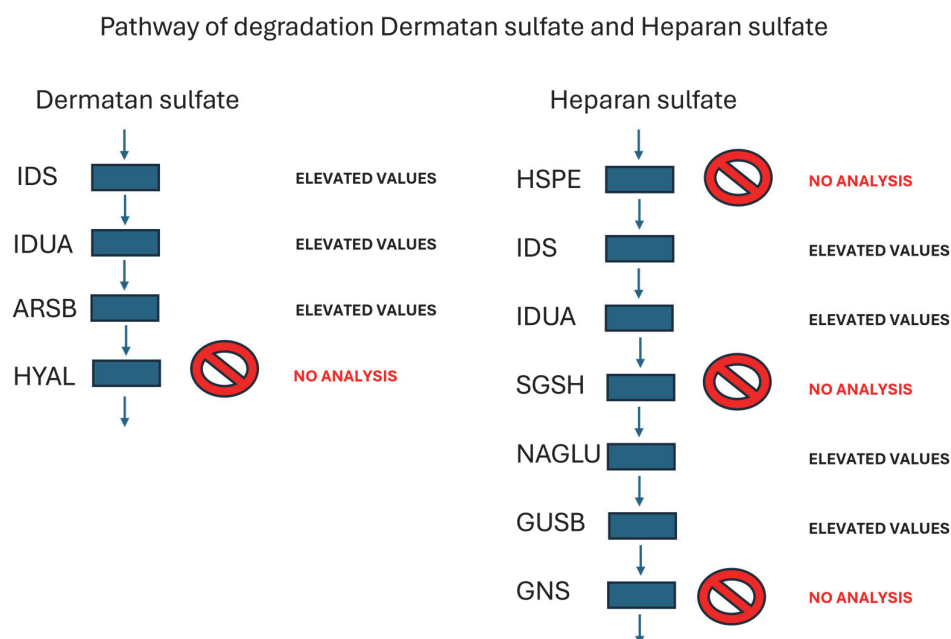 Pathway of degradation Dermatan sulfate and Heparan sulfate
Dermatan sulfate
IDS ELEVATED VALUES
IDUA ELEVATED VALUES
ARSB ELEVATED VALUES
HYAL NO ANALYSIS
Heparan sulfate
HSPE NO ANALYSIS
IDS ELEVATED VALUES
IDUA ELEVATED VALUES
SGSH NO ANALYSIS
NAGLU ELEVATED VALUES
GUSB ELEVATED VALUES
GNS NO ANALYSIS